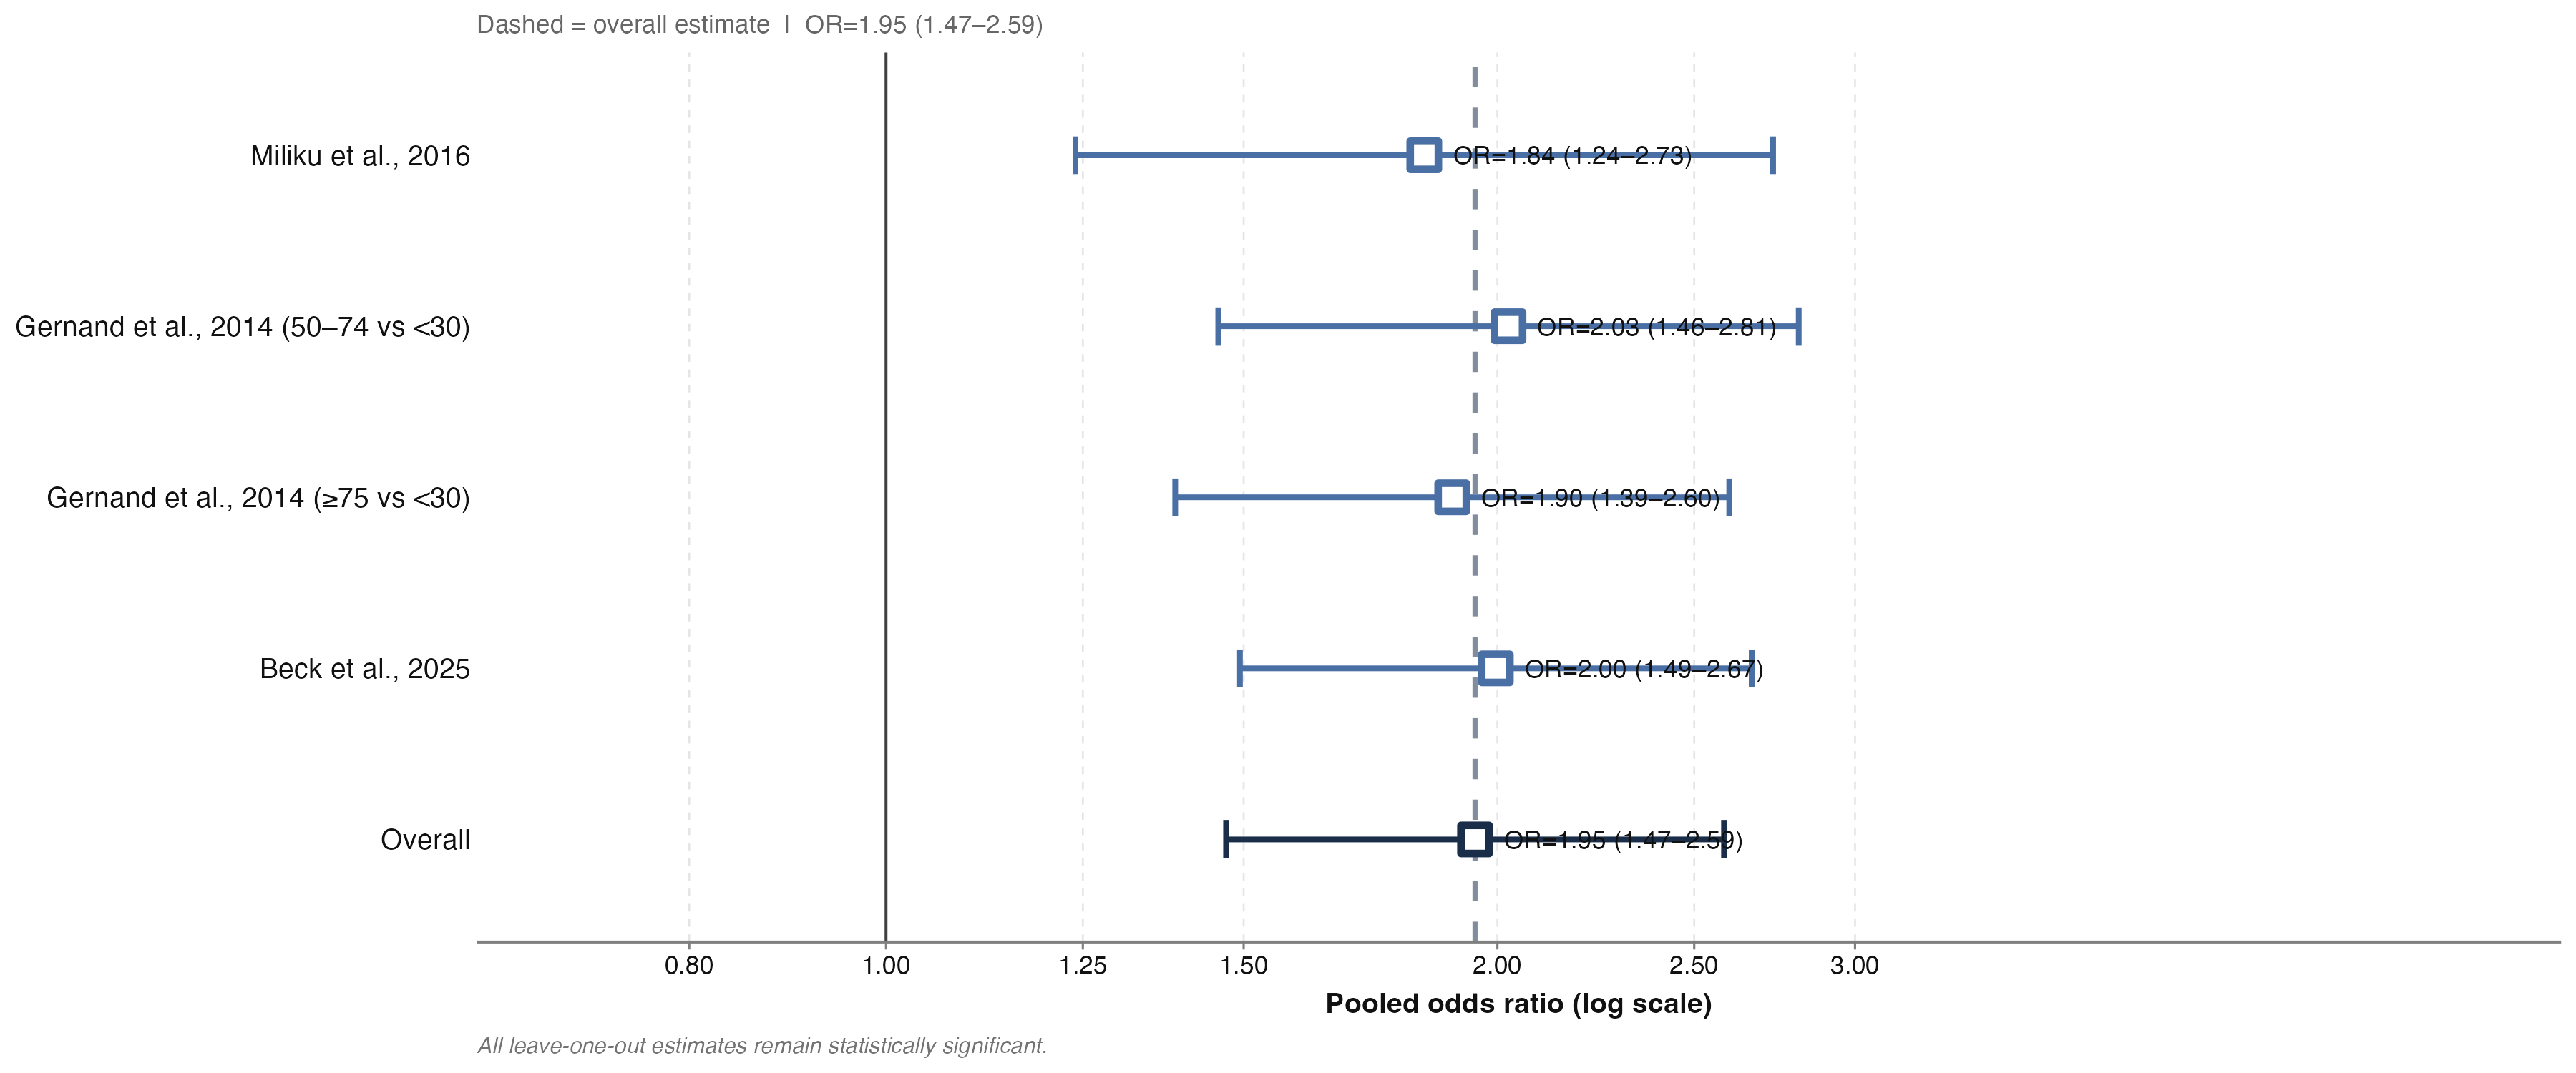 Dashed = overall estimate | OR=1.95 (1.47–2.59)
Miliku et al., 2016
OR=1.84 (1.24–2.73)
Gernand et al., 2014 (50–74 vs <30)
OR=2.03 (1.46–2.81)
Gernand et al., 2014 (≥75 vs <30)
OR=1.90 (1.39–2.60)
Beck et al., 2025
OR=2.00 (1.49–2.67)
Overall
OR=1.95 (1.47–2.59)
0.80 1.00 1.25 1.50 2.00 2.50 3.00
Pooled odds ratio (log scale)
All leave-one-out estimates remain statistically significant.